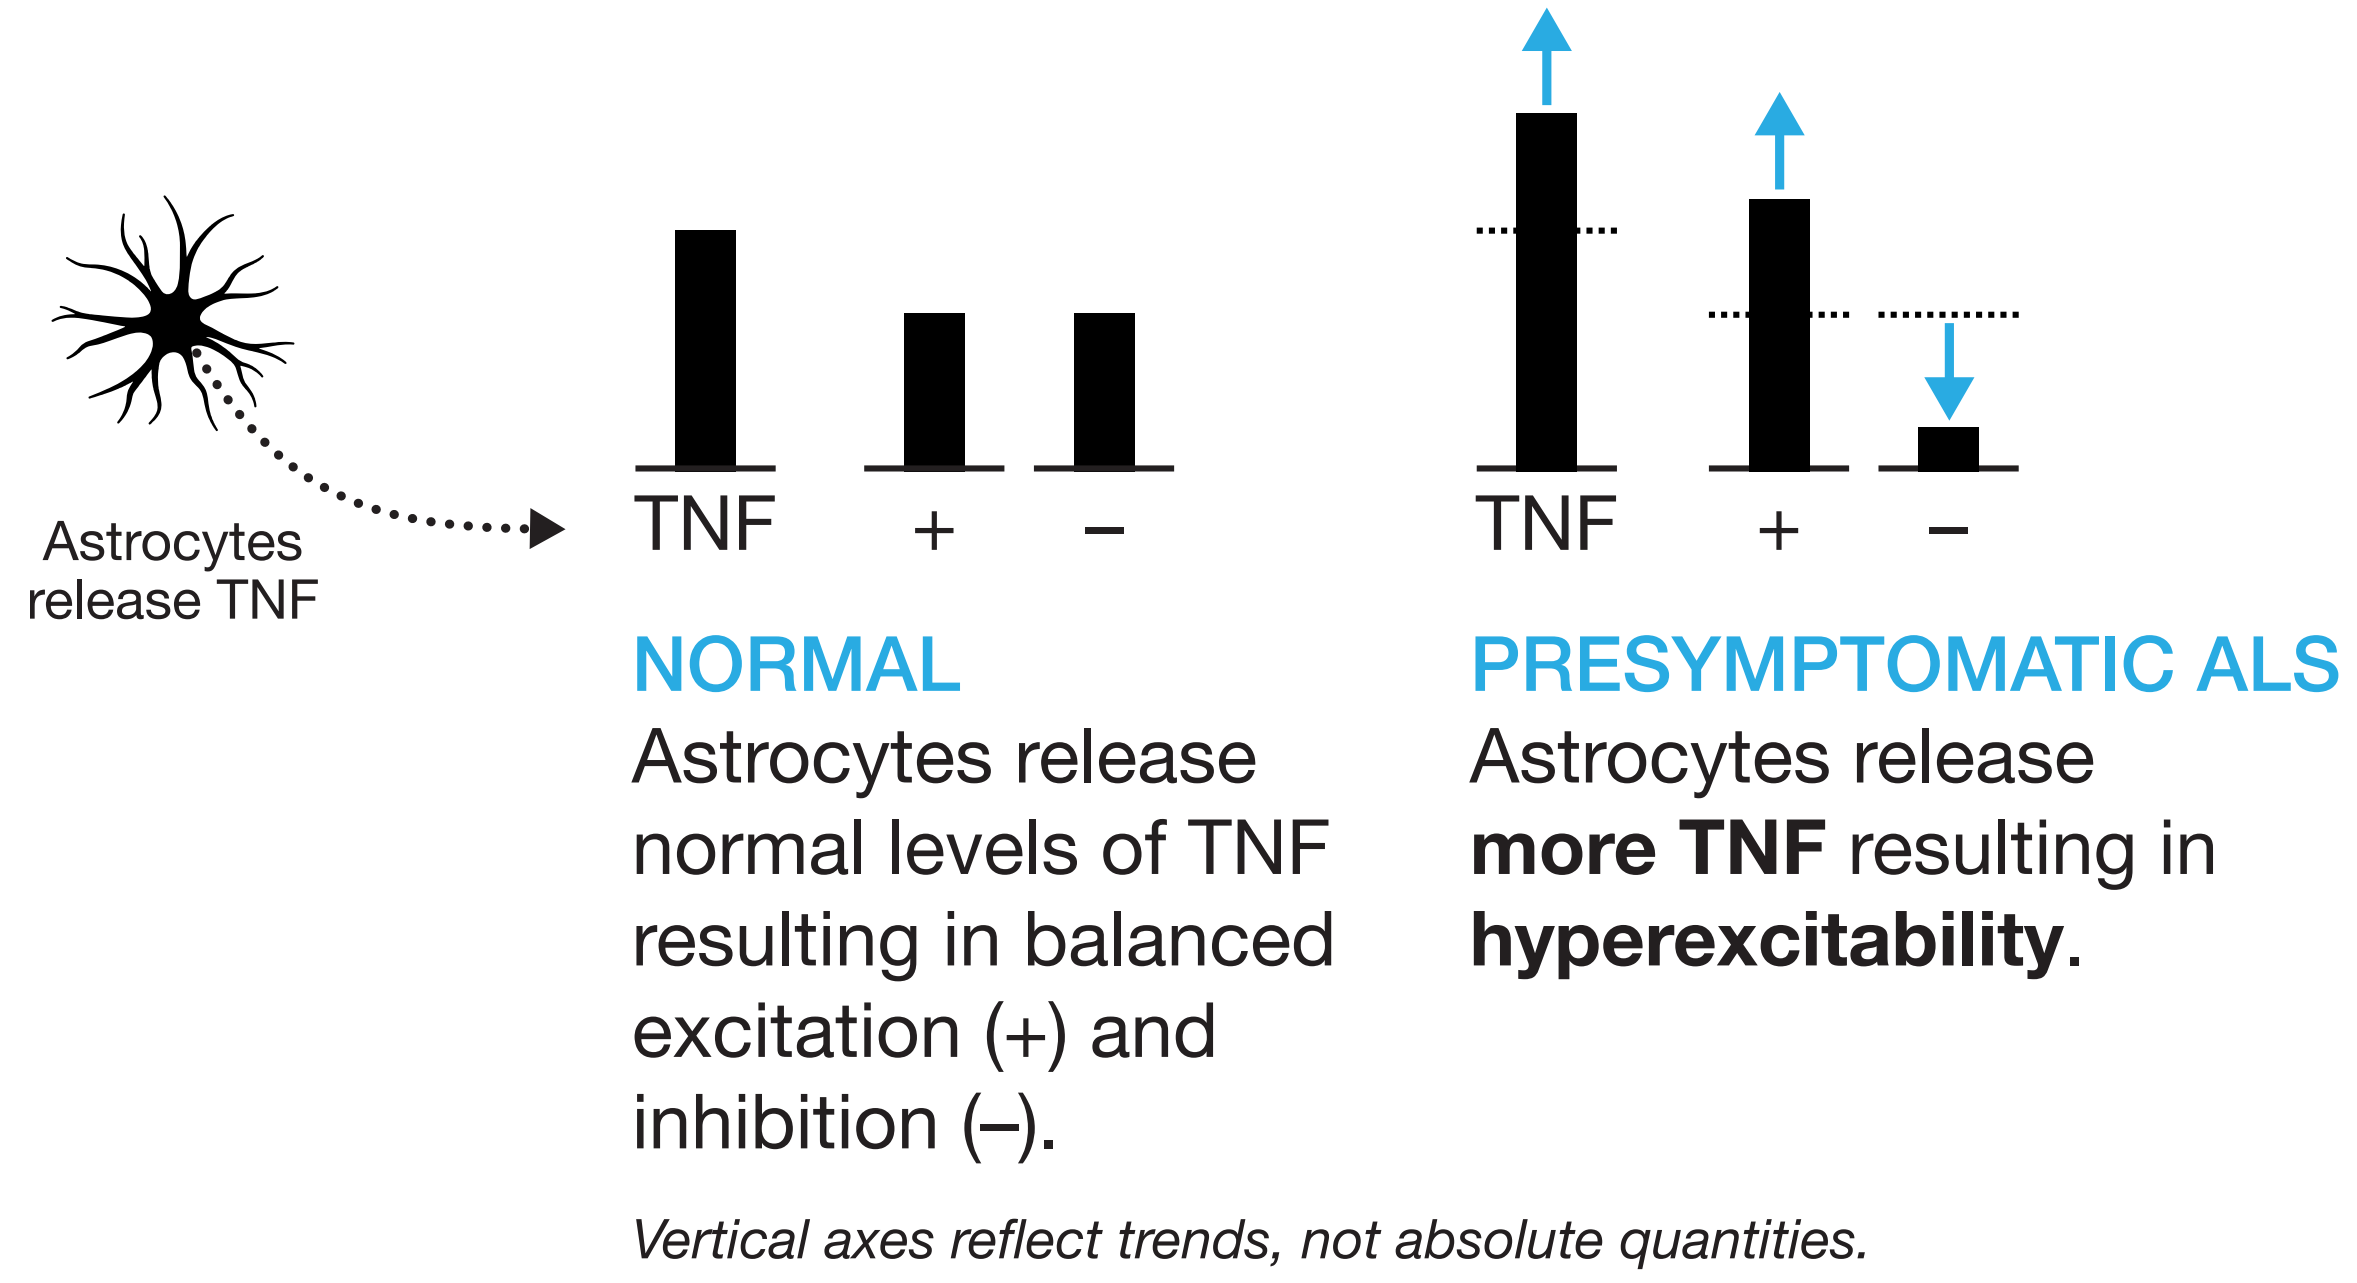 Astrocytes
release TNF
TNF + –
NORMAL
Astrocytes release
normal levels of TNF
resulting in balanced
excitation (+) and
inhibition (–).
TNF + –
PRESYMPTOMATIC ALS
Astrocytes release
more TNF resulting in
hyperexcitability.
Vertical axes reflect trends, not absolute quantities.